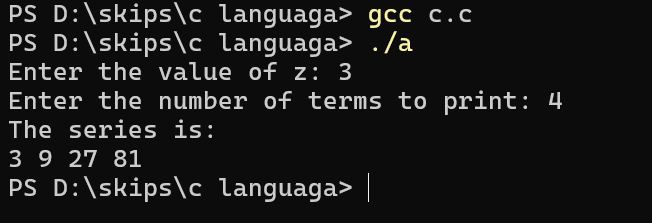 PS D:\skips\c languaga> gcc c.c
PS D:\skips\c languaga> ./a
Enter the value of z: 3
Enter the number of terms to print: 4
The series is:
3 9 27 81
PS D:\skips\c languaga>